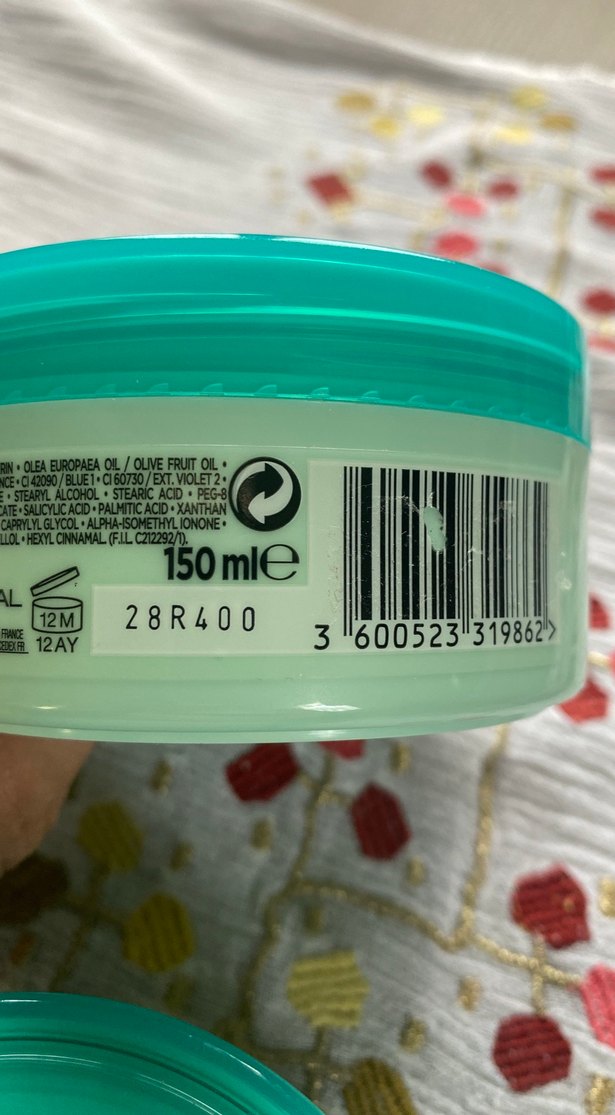 RIN • OLEA EUROPAEA OIL / OLIVE FRUIT OIL •
NCE • CI 42090 / BLUE 1 • CI 60730 / EXT. VIOLET 2 •
E • STEARYL ALCOHOL • STEARIC ACID • PEG-8
CATE • SALICYLIC ACID • PALMITIC ACID • XANTHAN
CAPRYLYL GLYCOL • ALPHA-ISOMETHYL IONONE •
LLOL • HEXYL CINNAMAL. (F.I.L. C212292/1).
150 ml e
AL
12 M
12 AY
FRANCE
CEDEX FR
28R400
3 600523 319862 >